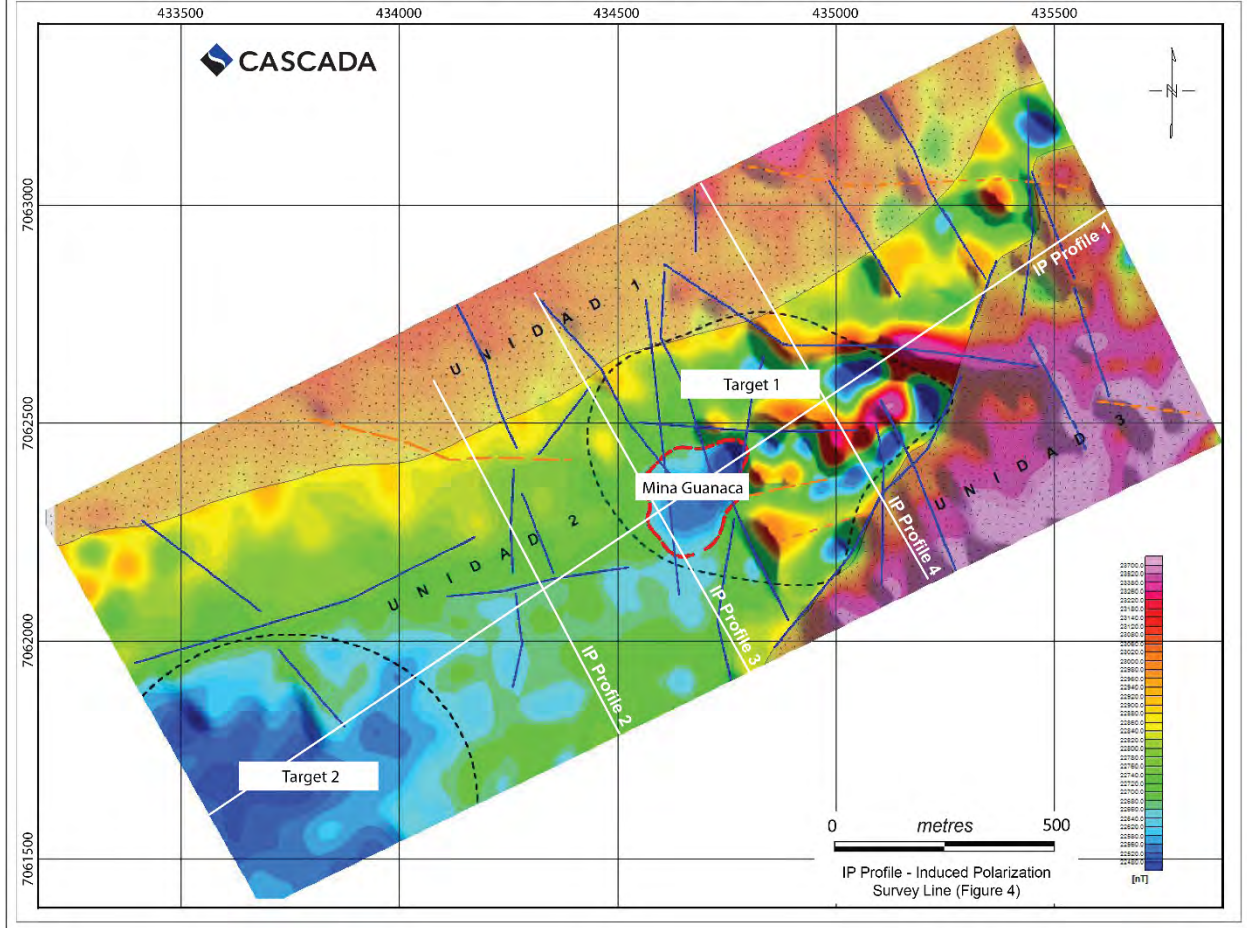 433500
434000
434500
435000
435500
CASCADA
N
7063000
7062500
7062000
7061500
UNIDAD 1
UNIDAD 2
UNIDAD 3
IP Profile 1
Target 1
Mina Guanaca
IP Profile 4
IP Profile 3
IP Profile 2
Target 2
0 metres 500
IP Profile - Induced Polarization
Survey Line (Figure 4)
[nT]